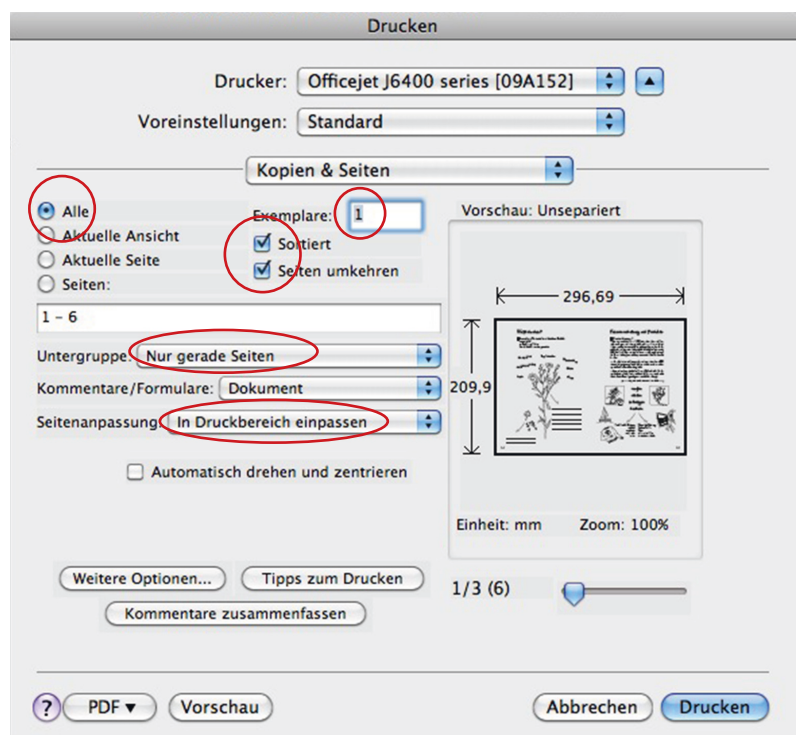 Drucken
Drucker: Officejet J6400 series [09A152]
Voreinstellungen: Standard
Kopien & Seiten
Alle
Exemplare: 1
Aktuelle Ansicht
Sortiert
Aktuelle Seite
Seiten umkehren
Seiten:
1 – 6
Untergruppe: Nur gerade Seiten
Kommentare/Formulare: Dokument
Seitenanpassung: In Druckbereich einpassen
Automatisch drehen und zentrieren
Vorschau: Unsepariert
296,69
209,9
Einheit: mm Zoom: 100%
Weitere Optionen... Tipps zum Drucken
1/3 (6)
Kommentare zusammenfassen
? PDF ▼ Vorschau Abbrechen Drucken